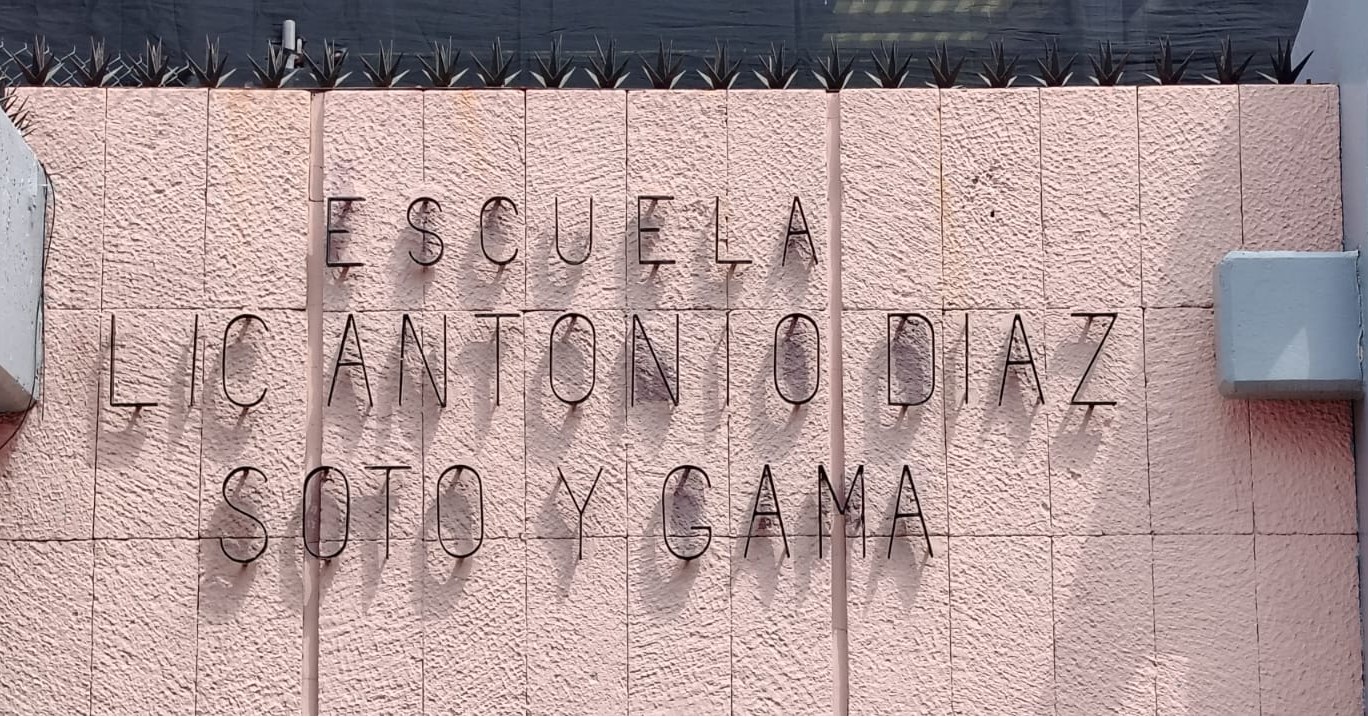 ESCUELA
LIC ANTONIO DIAZ
SOTO Y GAMA